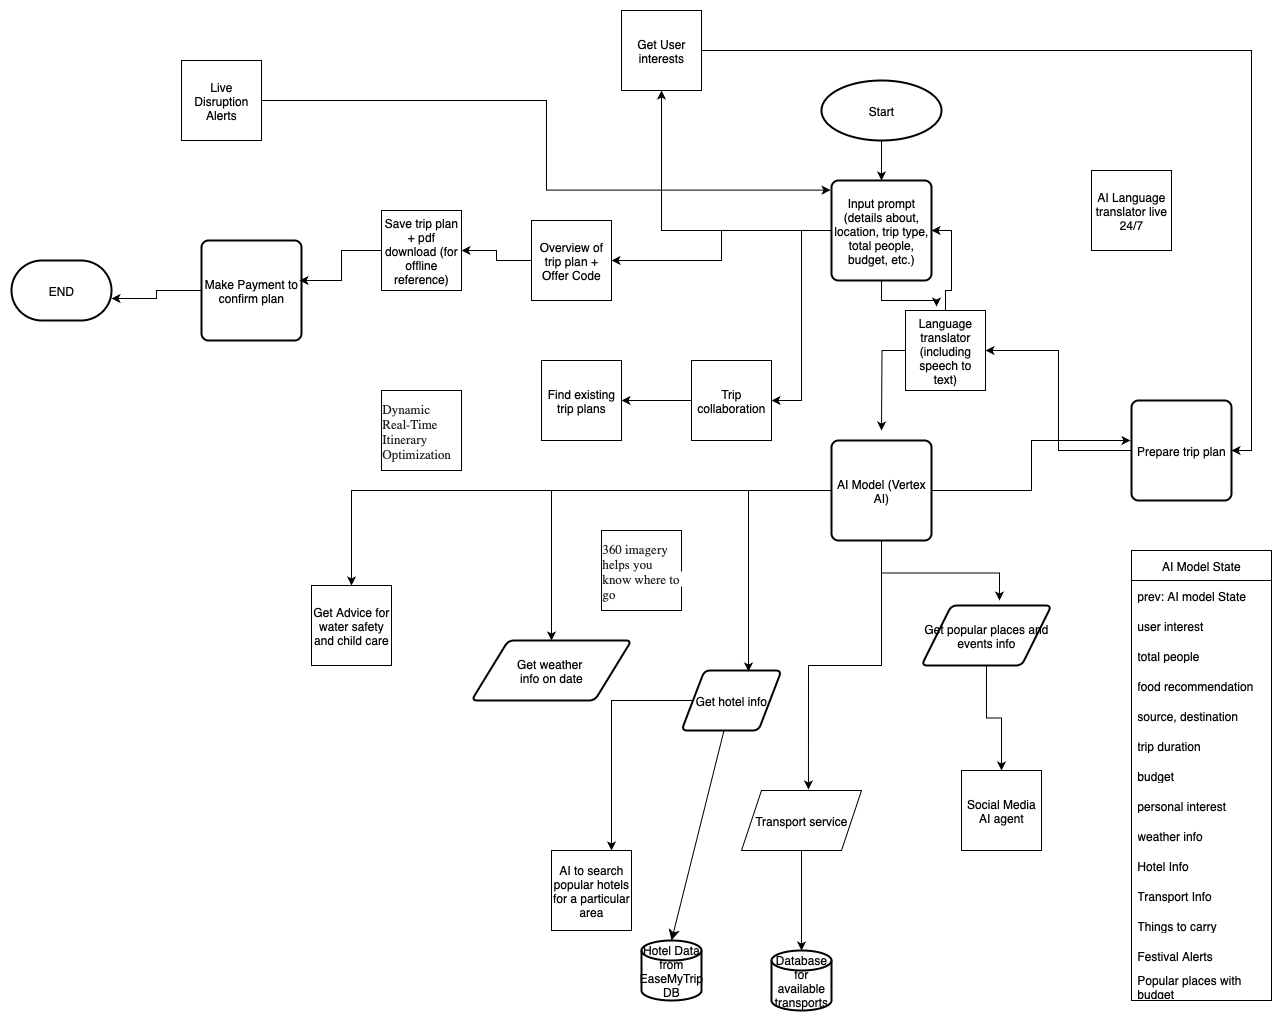 Get User
interests
Live
Disruption
Alerts
Start
Input prompt
(details about,
location, trip type,
total people,
budget, etc.)
AI Language
translator live
24/7
Save trip plan
+ pdf
download (for
offline
reference)
Overview of
trip plan +
Offer Code
Make Payment to
confirm plan
END
Language
translator
(including
speech to
text)
Find existing
trip plans
Trip
collaboration
Dynamic
Real-Time
Itinerary
Optimization
Prepare trip plan
AI Model (Vertex
AI)
360 imagery
helps you
know where to
go
Get Advice for
water safety
and child care
Get weather
info on date
Get hotel info
Get popular places and
events info
Transport service
Social Media
AI agent
AI to search
popular hotels
for a particular
area
Hotel Data
from
EaseMyTrip
DB
Database
for
available
transports
AI Model State
prev: AI model State
user interest
total people
food recommendation
source, destination
trip duration
budget
personal interest
weather info
Hotel Info
Transport Info
Things to carry
Festival Alerts
Popular places with
budget